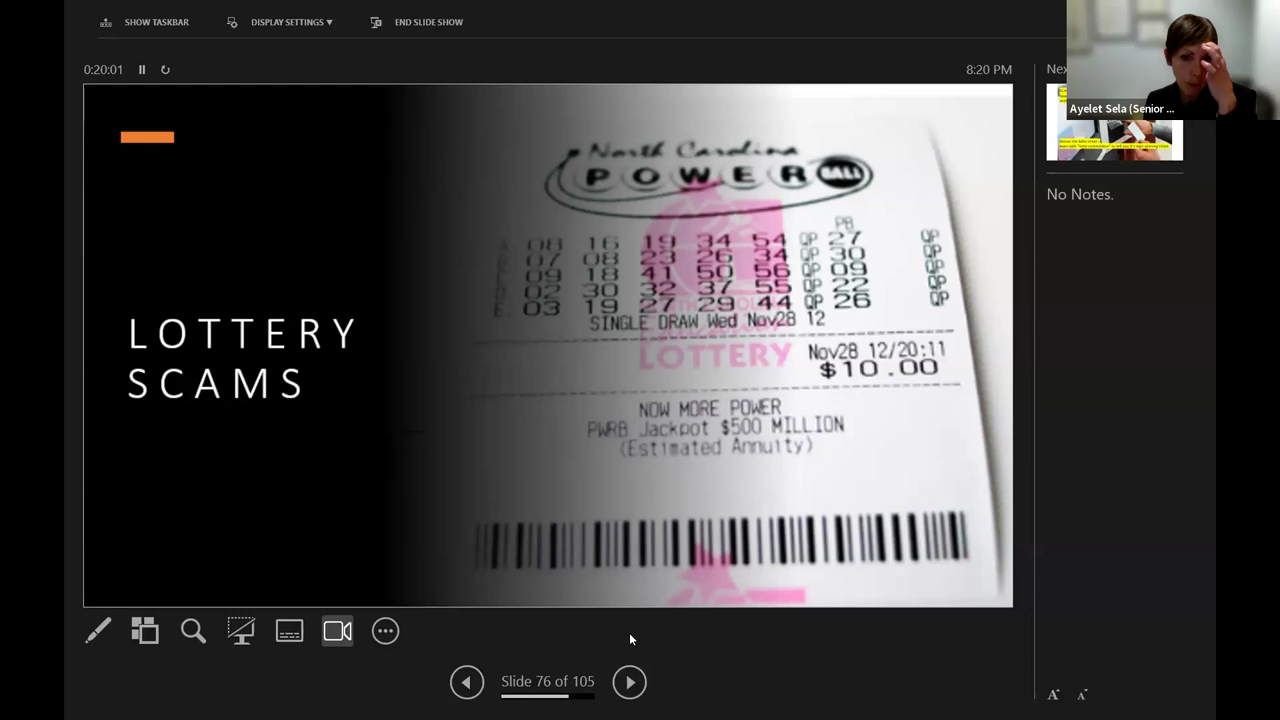 SHOW TASKBAR
DISPLAY SETTINGS ▼
END SLIDE SHOW
0:20:01
8:20 PM
Nex
Ayelet Sela (Senior ...
No Notes.
LOTTERY
SCAMS
North Carolina
POWER BALL
PB
08 16 19 34 54 QP 27 QP
07 08 23 26 34 QP 30 QP
09 18 41 50 56 QP 09 QP
02 30 32 37 55 QP 22 QP
E. 03 19 27 29 44 QP 26 QP
SINGLE DRAW Wed Nov28 12
LOTTERY
Nov28 12/20:11
$10.00
NOW MORE POWER
PWRB Jackpot $500 MILLION
(Estimated Annuity)
Slide 76 of 105
A A